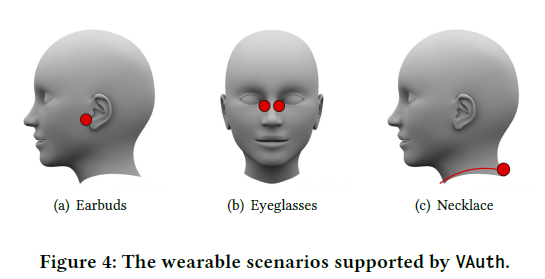 (a) Earbuds
(b) Eyeglasses
(c) Necklace
Figure 4: The wearable scenarios supported by VAuth.